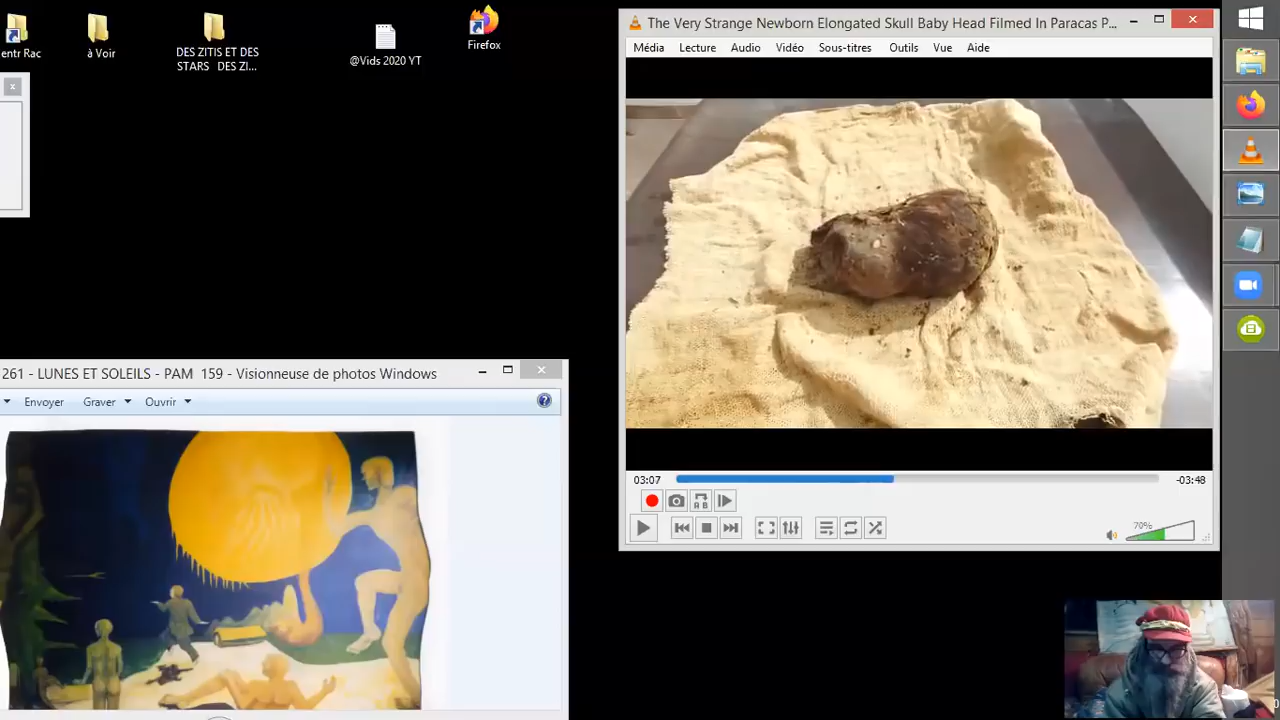 entr Rac
à Voir
DES ZITIS ET DES
STARS DES ZI...
@Vids 2020 YT
Firefox
x
The Very Strange Newborn Elongated Skull Baby Head Filmed In Paracas P...
Média Lecture Audio Vidéo Sous-titres Outils Vue Aide
03:07
-03:48
A B
70%
261 - LUNES ET SOLEILS - PAM 159 - Visionneuse de photos Windows
Envoyer Graver Ouvrir ?